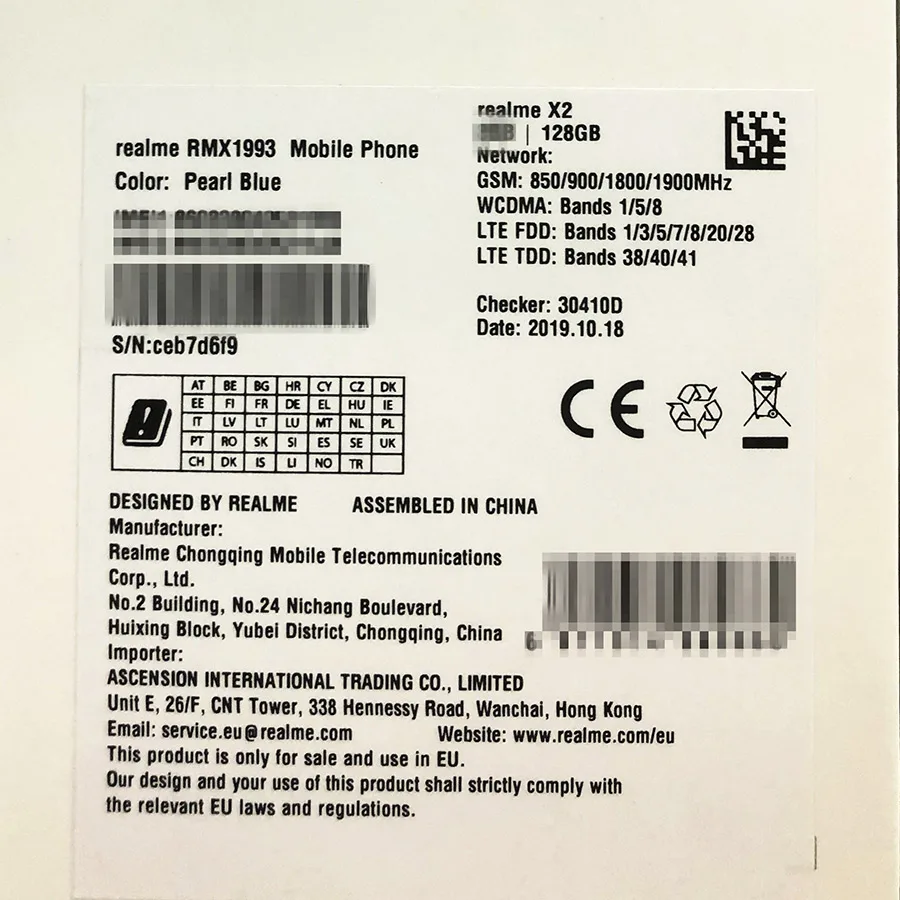 realme RMX1993 Mobile Phone
Color: Pearl Blue
S/N:ceb7d6f9
realme X2
| 128GB
Network:
GSM: 850/900/1800/1900MHz
WCDMA: Bands 1/5/8
LTE FDD: Bands 1/3/5/7/8/20/28
LTE TDD: Bands 38/40/41
Checker: 30410D
Date: 2019.10.18
AT BE BG HR CY CZ DK
EE FI FR DE EL HU IE
IT LV LT LU MT NL PL
PT RO SK SI ES SE UK
CH DK IS LI NO TR
CE
DESIGNED BY REALME ASSEMBLED IN CHINA
Manufacturer:
Realme Chongqing Mobile Telecommunications
Corp., Ltd.
No.2 Building, No.24 Nichang Boulevard,
Huixing Block, Yubei District, Chongqing, China
Importer:
ASCENSION INTERNATIONAL TRADING CO., LIMITED
Unit E, 26/F, CNT Tower, 338 Hennessy Road, Wanchai, Hong Kong
Email: service.eu@realme.com Website: www.realme.com/eu
This product is only for sale and use in EU.
Our design and your use of this product shall strictly comply with
the relevant EU laws and regulations.